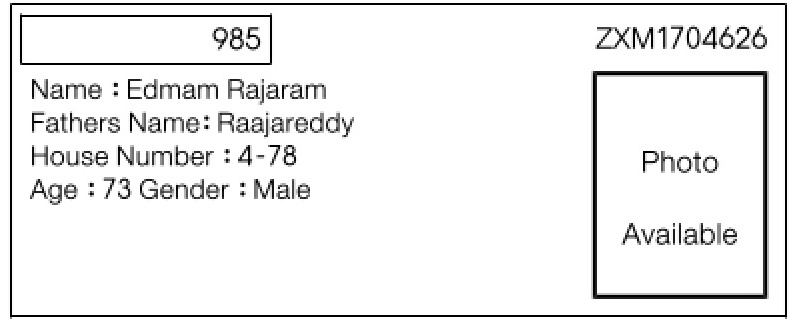 985
ZXM1704626
Name : Edmam Rajaram
Fathers Name: Raajareddy
House Number : 4-78
Age : 73 Gender : Male
Photo
Available